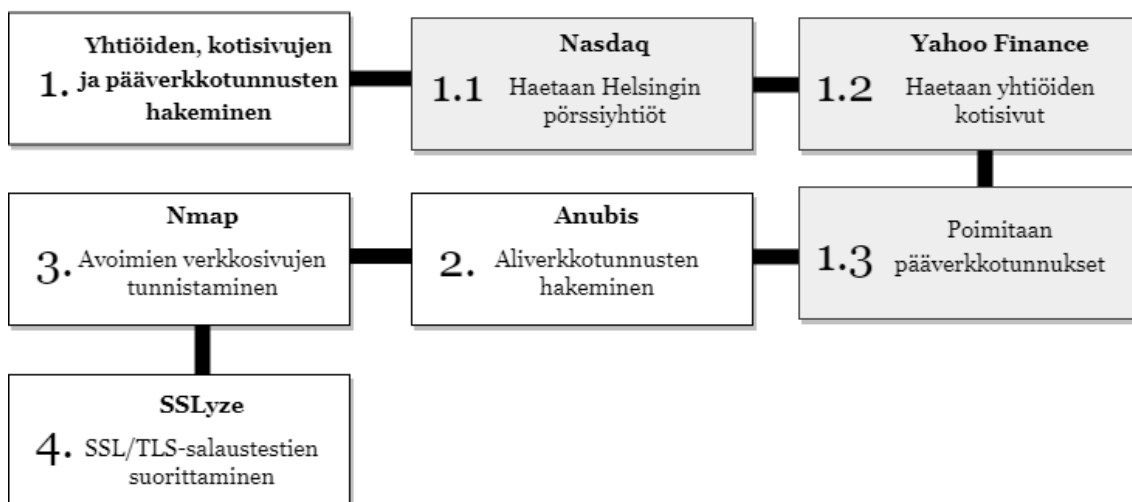 1.
Yhtiöiden, kotisivujen
ja pääverkkotunnusten
hakeminen
Nasdaq
1.1
Haetaan Helsingin
pörssiyhtiöt
Yahoo Finance
1.2
Haetaan yhtiöiden
kotisivut
1.3
Poimitaan
pääverkkotunnukset
Anubis
2.
Aliverkkotunnusten
hakeminen
Nmap
3.
Avoimien verkkosivujen
tunnistaminen
SSLyze
4.
SSL/TLS-salaustestien
suorittaminen